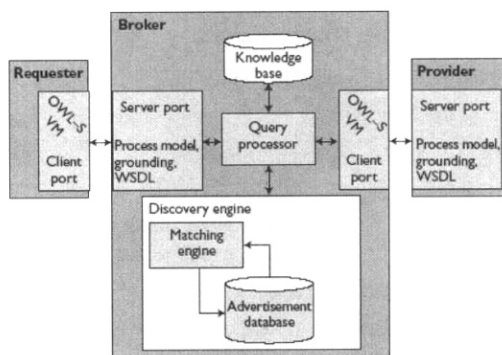 Broker
Requester
Knowledge
base
Provider
OWL-S
VM
Client
port
Server port
Process model,
grounding,
WSDL
Query
processor
OWL-S
VM
Client
port
Server port
Process model,
grounding,
WSDL
Discovery engine
Matching
engine
Advertisement
database